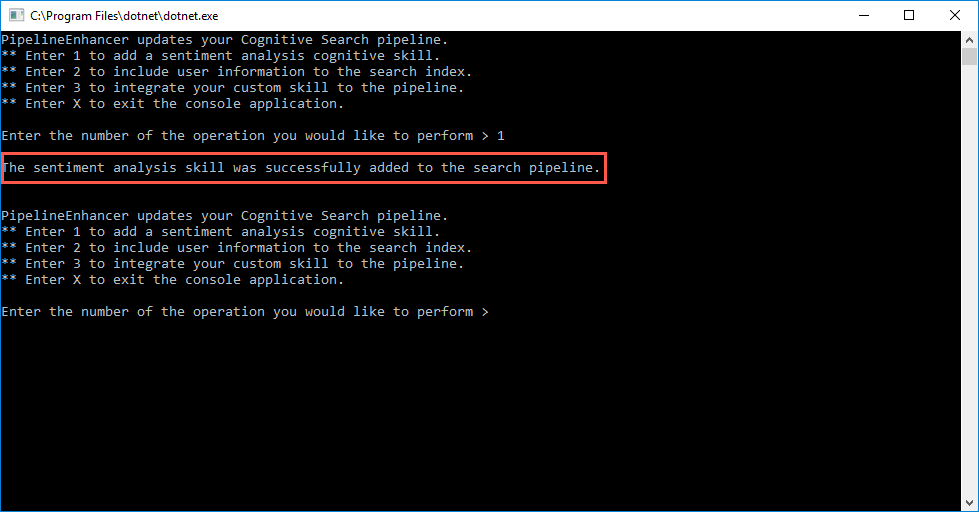 C:\Program Files\dotnet\dotnet.exe
PipelineEnhancer updates your Cognitive Search pipeline.
** Enter 1 to add a sentiment analysis cognitive skill.
** Enter 2 to include user information to the search index.
** Enter 3 to integrate your custom skill to the pipeline.
** Enter X to exit the console application.
Enter the number of the operation you would like to perform > 1
The sentiment analysis skill was successfully added to the search pipeline.
PipelineEnhancer updates your Cognitive Search pipeline.
** Enter 1 to add a sentiment analysis cognitive skill.
** Enter 2 to include user information to the search index.
** Enter 3 to integrate your custom skill to the pipeline.
** Enter X to exit the console application.
Enter the number of the operation you would like to perform >